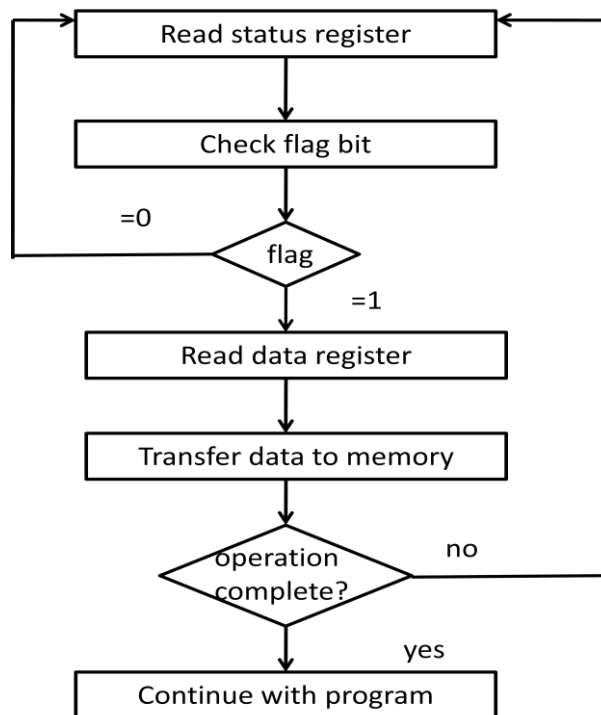 Read status register
Check flag bit
=0
flag
=1
Read data register
Transfer data to memory
operation
complete?
no
yes
Continue with program